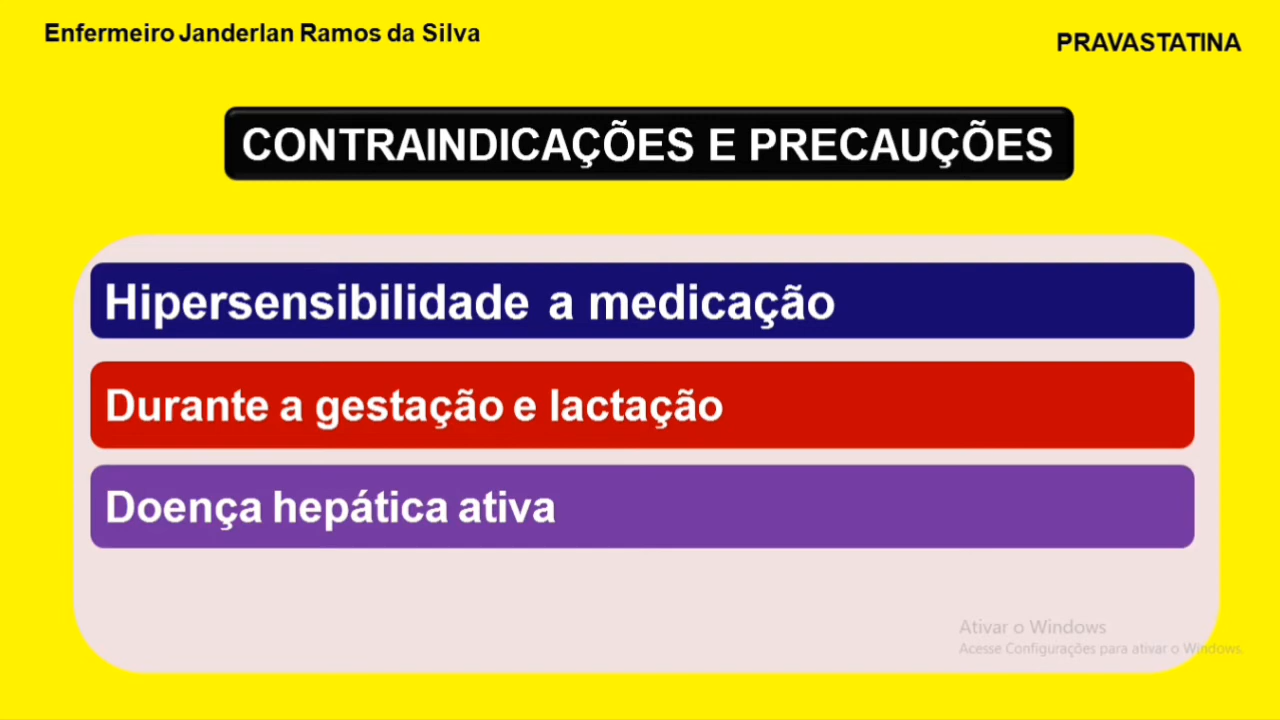 Enfermeiro Janderlan Ramos da Silva
PRAVASTATINA
CONTRAINDICAÇÕES E PRECAUÇÕES
Hipersensibilidade a medicação
Durante a gestação e lactação
Doença hepática ativa
Ativar o Windows
Acesse Configurações para ativar o Windows.